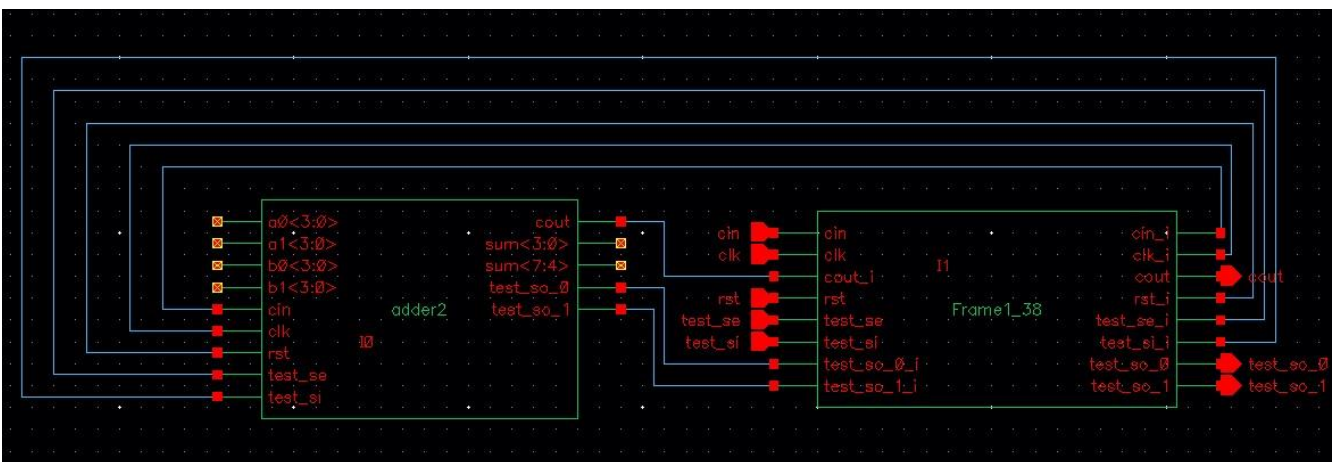 a0<3:0>
a1<3:0>
b0<3:0>
b1<3:0>
cin
clk
rst
test_se
test_si
adder2
I0
cout
sum<3:0>
sum<7:4>
test_so_0
test_so_1
cin
clk
rst
test_se
test_si
cin
clk
cout_i
rst
test_se
test_si
test_so_0_i
test_so_1_i
I1
Frame1_38
cin_i
clk_i
cout
rst_i
test_se_i
test_si_i
test_so_0
test_so_1
cout
test_so_0
test_so_1